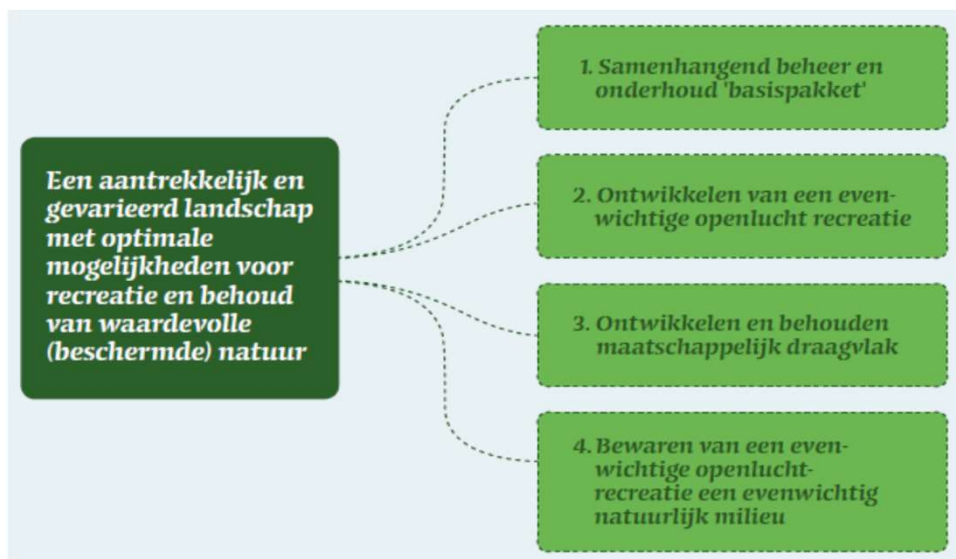 Een aantrekkelijk en
gevarieerd landschap
met optimale
mogelijkheden voor
recreatie en behoud
van waardevolle
(beschermde) natuur
1. Samenhangend beheer en
onderhoud 'basispakket'
2. Ontwikkelen van een even-
wichtige openlucht recreatie
3. Ontwikkelen en behouden
maatschappelijk draagvlak
4. Bewaren van een even-
wichtige openlucht-
recreatie een evenwichtig
natuurlijk milieu